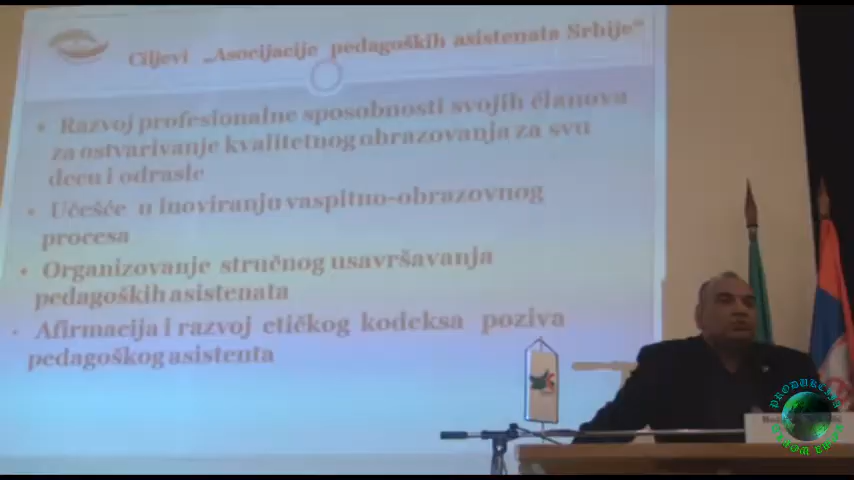 Ciljevi „Asocijacije pedagoških asistenata Srbije“
• Razvoj profesionalne sposobnosti svojih članova
za ostvarivanje kvalitetnog obrazovanja za svu
decu i odrasle
• Učešće u inoviranju vaspitno-obrazovnog
procesa
• Organizovanje stručnog usavršavanja
pedagoških asistenata
• Afirmacija i razvoj etičkog kodeksa poziva
pedagoškog asistenta
PRODUKCIJA